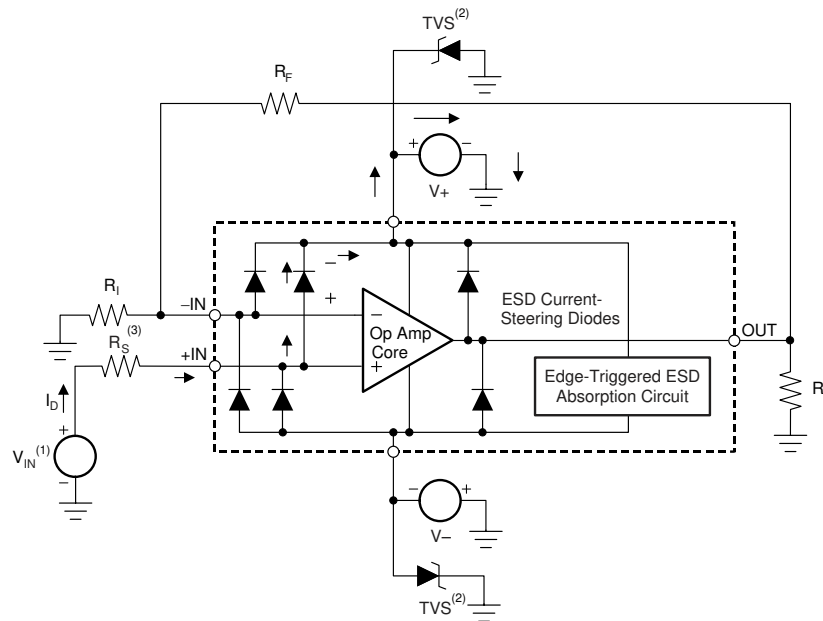 TVS(2)
RF
+ −
V+
RI
−IN
−
+
ESD Current-
Steering Diodes
OUT
(3)
RS
+IN
−
Op Amp
Core
+
Edge-Triggered ESD
Absorption Circuit
R
ID
+
VIN(1)
−
− +
V−
TVS(2)